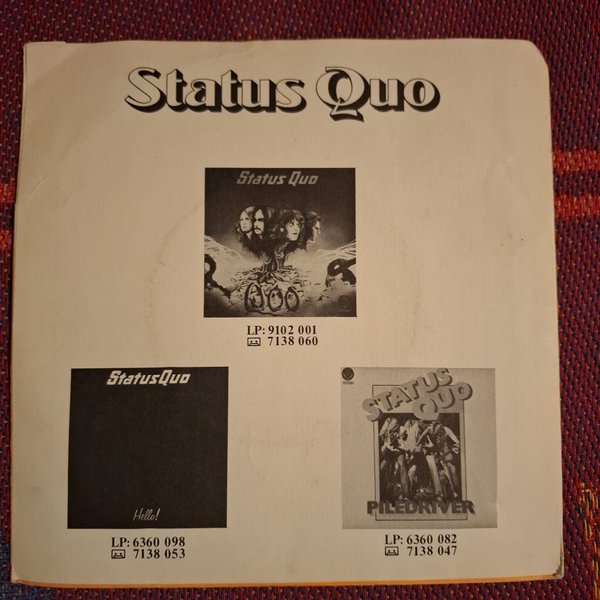 Status Quo
Status Quo
Quo
LP: 9102 001
7138 060
Status Quo
Hello!
LP: 6360 098
7138 053
STATUS
QUO
PILEDRIVER
LP: 6360 082
7138 047